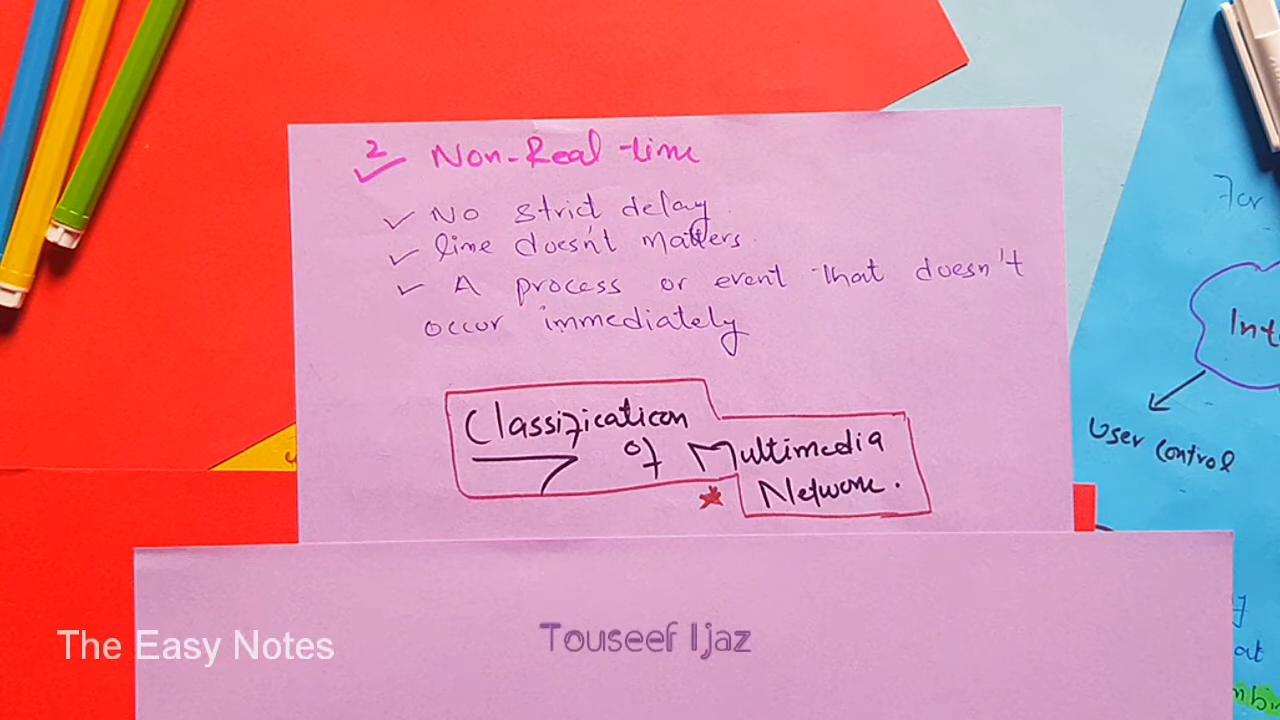 2 Non-Real-time
No strict delay.
time doesn't matters.
A process or event that doesn't
occur immediately
Classification
of Multimedia
Network.
For
Int
User control
at
The Easy Notes
Touseef Ijaz